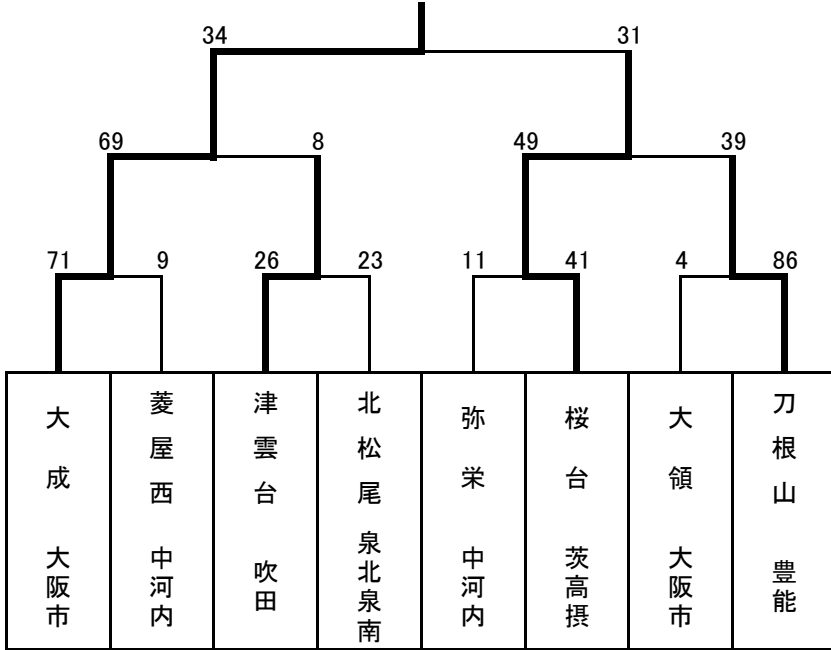 34 31
69 8 49 39
71 9 26 23 11 41 4 86
大成 大阪市
菱屋西 中河内
津雲台 吹田
北松尾 泉北泉南
弥栄 中河内
桜台 茨高摂
大領 大阪市
刀根山 豊能